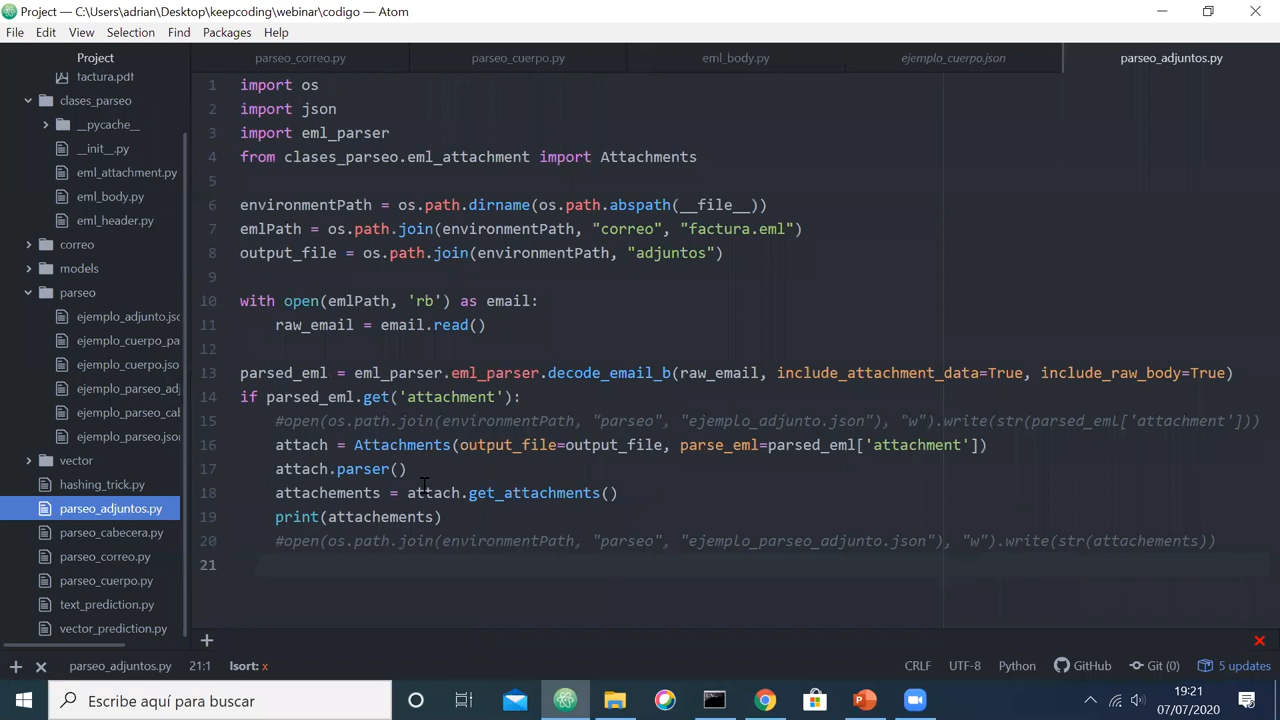 Project — C:\Users\adrian\Desktop\keepcoding\webinar\codigo — Atom
File Edit View Selection Find Packages Help
Project
factura.pdf
clases_parseo
__pycache__
__init__.py
eml_attachment.py
eml_body.py
eml_header.py
correo
models
parseo
ejemplo_adjunto.jsc
ejemplo_cuerpo_pa
ejemplo_cuerpo.jso
ejemplo_parseo_adj
ejemplo_parseo_cab
ejemplo_parseo.json
vector
hashing_trick.py
parseo_adjuntos.py
parseo_cabecera.py
parseo_correo.py
parseo_cuerpo.py
text_prediction.py
vector_prediction.py
parseo_correo.py parseo_cuerpo.py eml_body.py ejemplo_cuerpo.json parseo_adjuntos.py
1 import os
2 import json
3 import eml_parser
4 from clases_parseo.eml_attachment import Attachments
5
6 environmentPath = os.path.dirname(os.path.abspath(__file__))
7 emlPath = os.path.join(environmentPath, "correo", "factura.eml")
8 output_file = os.path.join(environmentPath, "adjuntos")
9
10 with open(emlPath, 'rb') as email:
11 raw_email = email.read()
12
13 parsed_eml = eml_parser.eml_parser.decode_email_b(raw_email, include_attachment_data=True, include_raw_body=True)
14 if parsed_eml.get('attachment'):
15 #open(os.path.join(environmentPath, "parseo", "ejemplo_adjunto.json"), "w").write(str(parsed_eml['attachment']))
16 attach = Attachments(output_file=output_file, parse_eml=parsed_eml['attachment'])
17 attach.parser()
18 attachements = attach.get_attachments()
19 print(attachements)
20 #open(os.path.join(environmentPath, "parseo", "ejemplo_parseo_adjunto.json"), "w").write(str(attachements))
21
parseo_adjuntos.py 21:1 Isort: x CRLF UTF-8 Python GitHub Git (0) 5 updates
Escribe aquí para buscar
19:21
07/07/2020